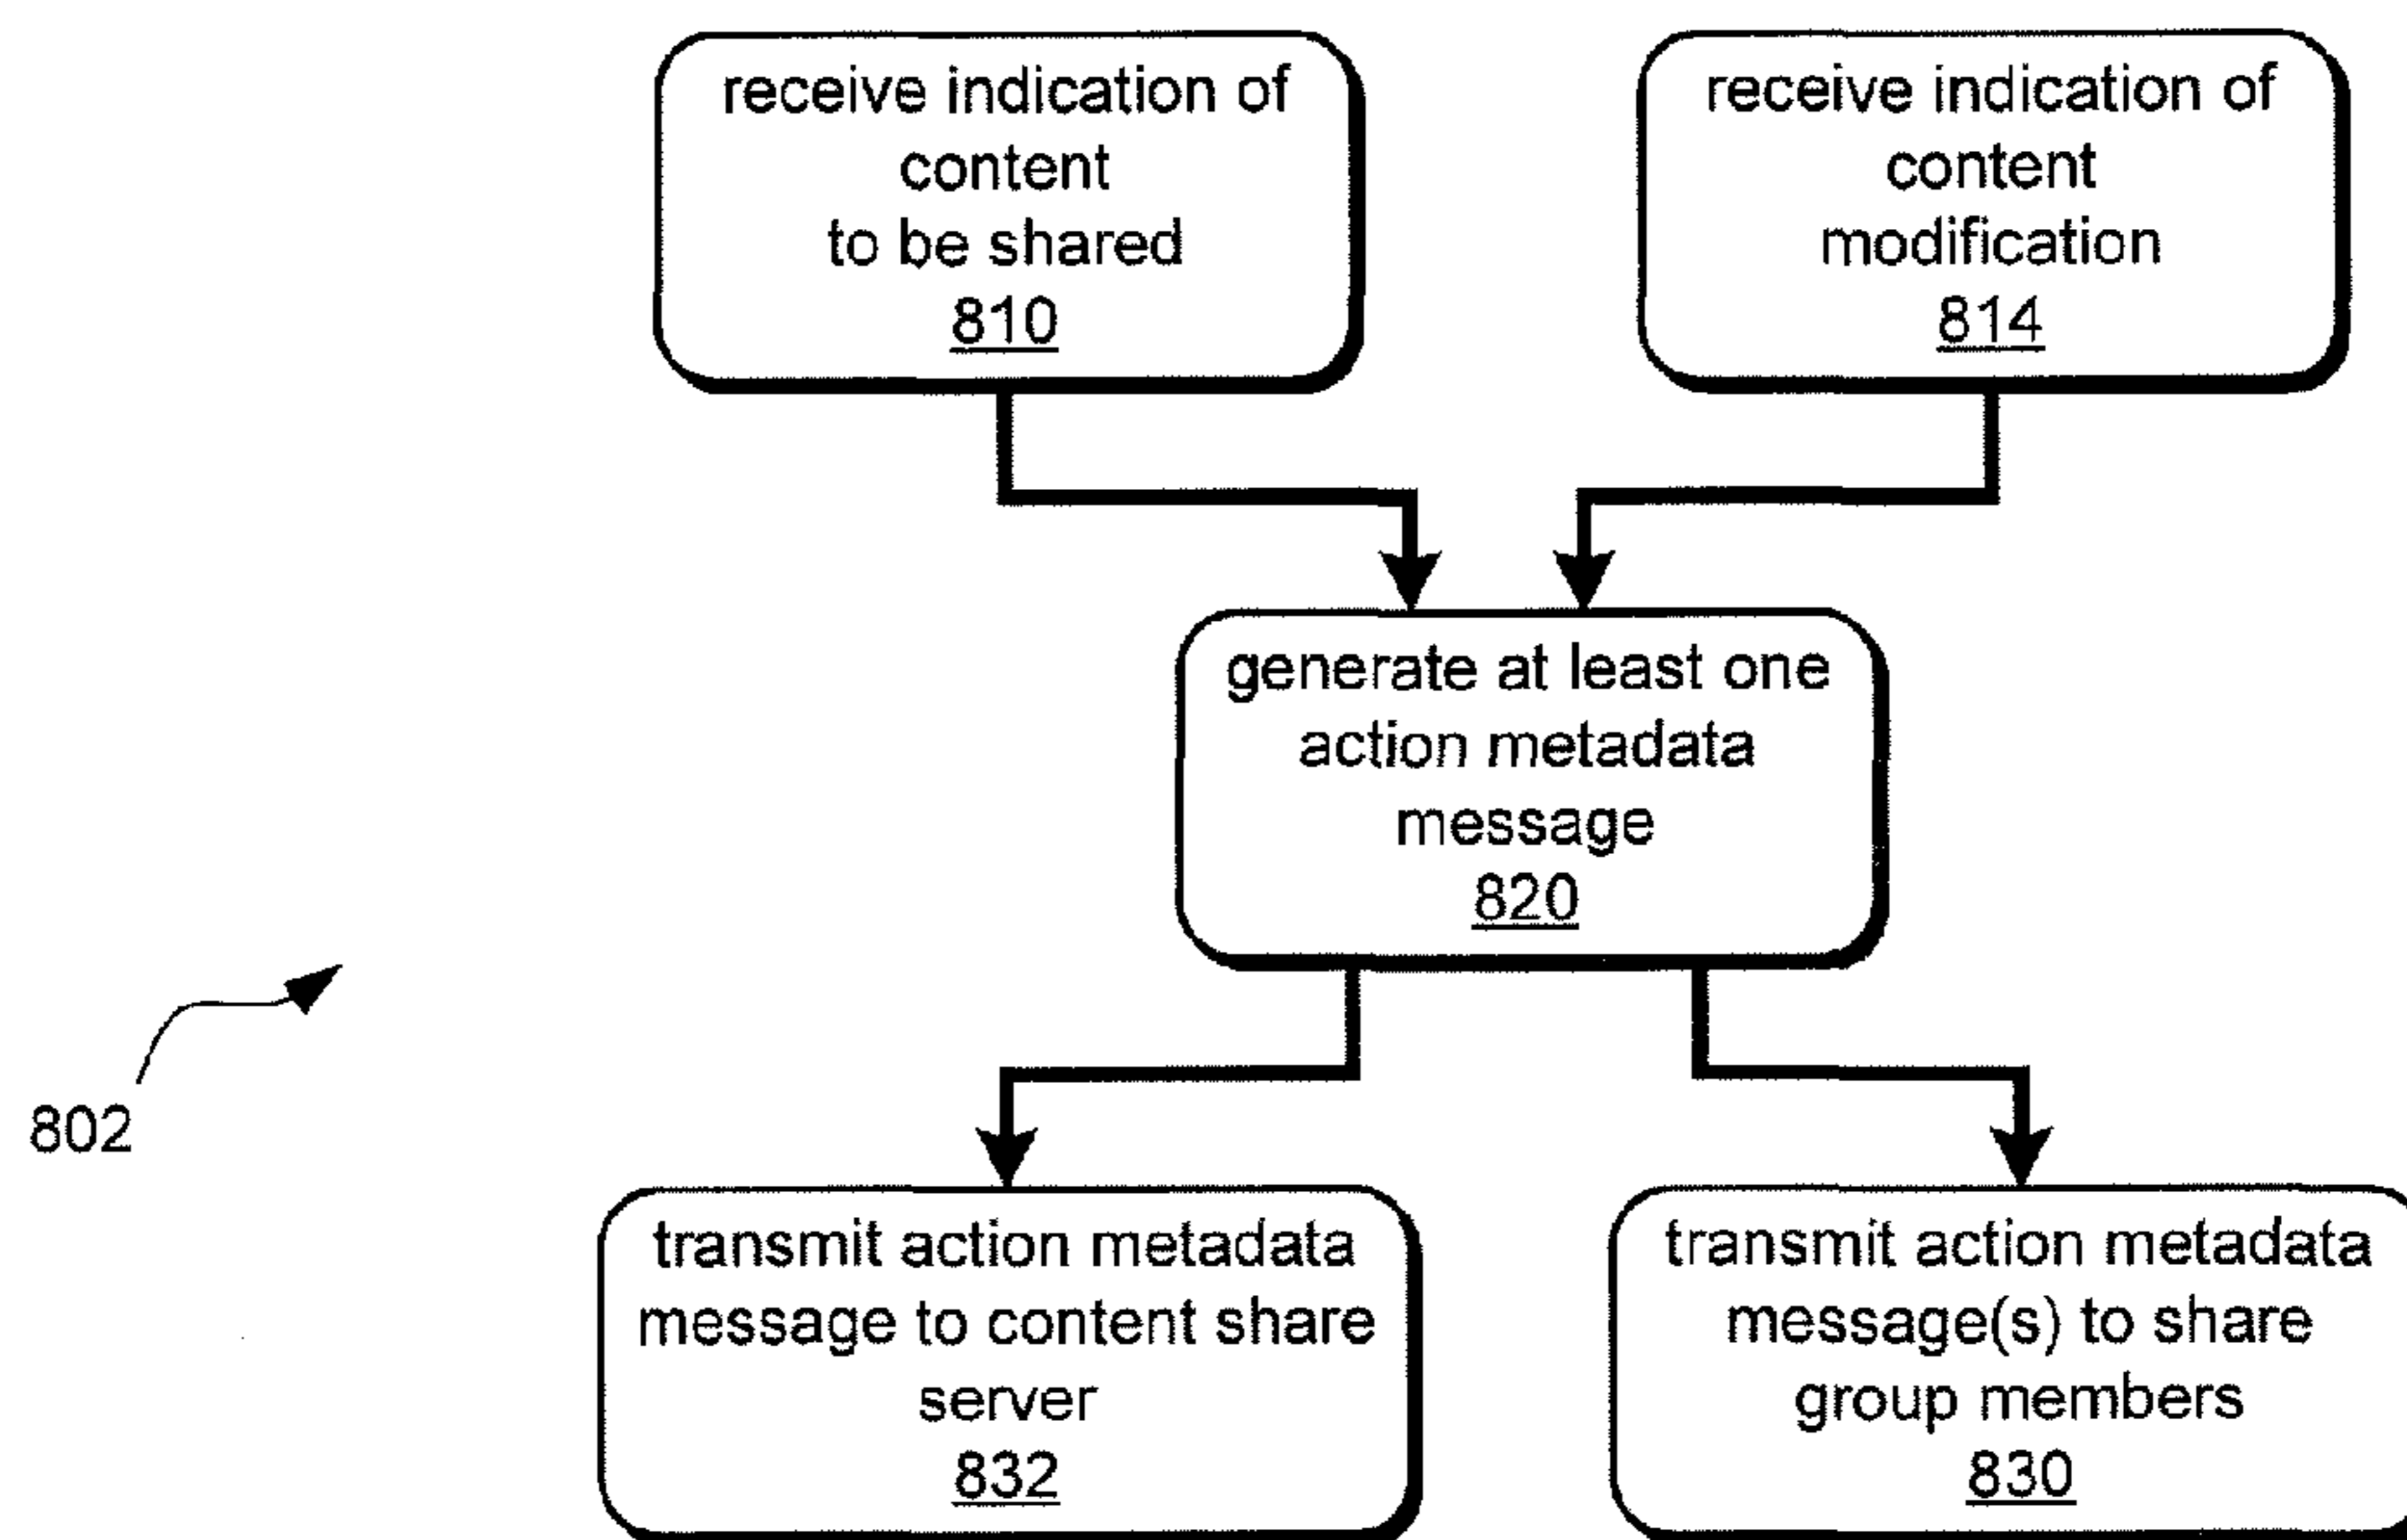 receive indication of
content
to be shared
810
receive indication of
content
modification
814
generate at least one
action metadata
message
820
802
transmit action metadata
message to content share
server
832
transmit action metadata
message(s) to share
group members
830